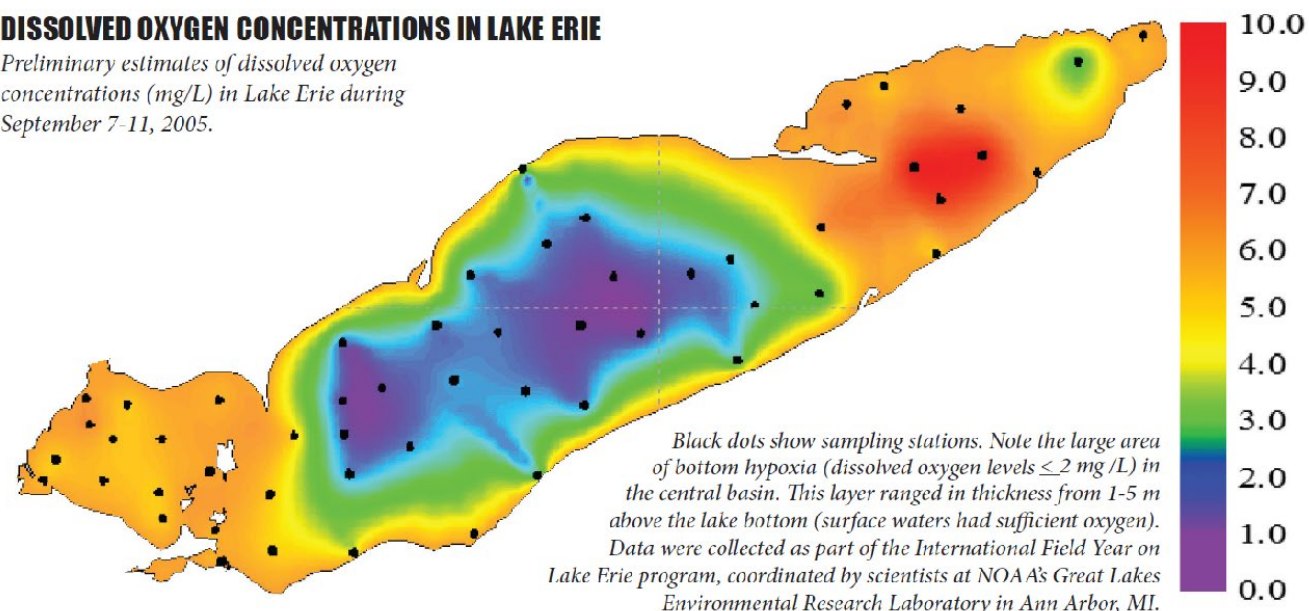 DISSOLVED OXYGEN CONCENTRATIONS IN LAKE ERIE
Preliminary estimates of dissolved oxygen
concentrations (mg/L) in Lake Erie during
September 7-11, 2005.
10.0
9.0
8.0
7.0
6.0
5.0
4.0
3.0
2.0
1.0
0.0
Black dots show sampling stations. Note the large area
of bottom hypoxia (dissolved oxygen levels ≤2 mg /L) in
the central basin. This layer ranged in thickness from 1-5 m
above the lake bottom (surface waters had sufficient oxygen).
Data were collected as part of the International Field Year on
Lake Erie program, coordinated by scientists at NOAA's Great Lakes
Environmental Research Laboratory in Ann Arbor, MI.